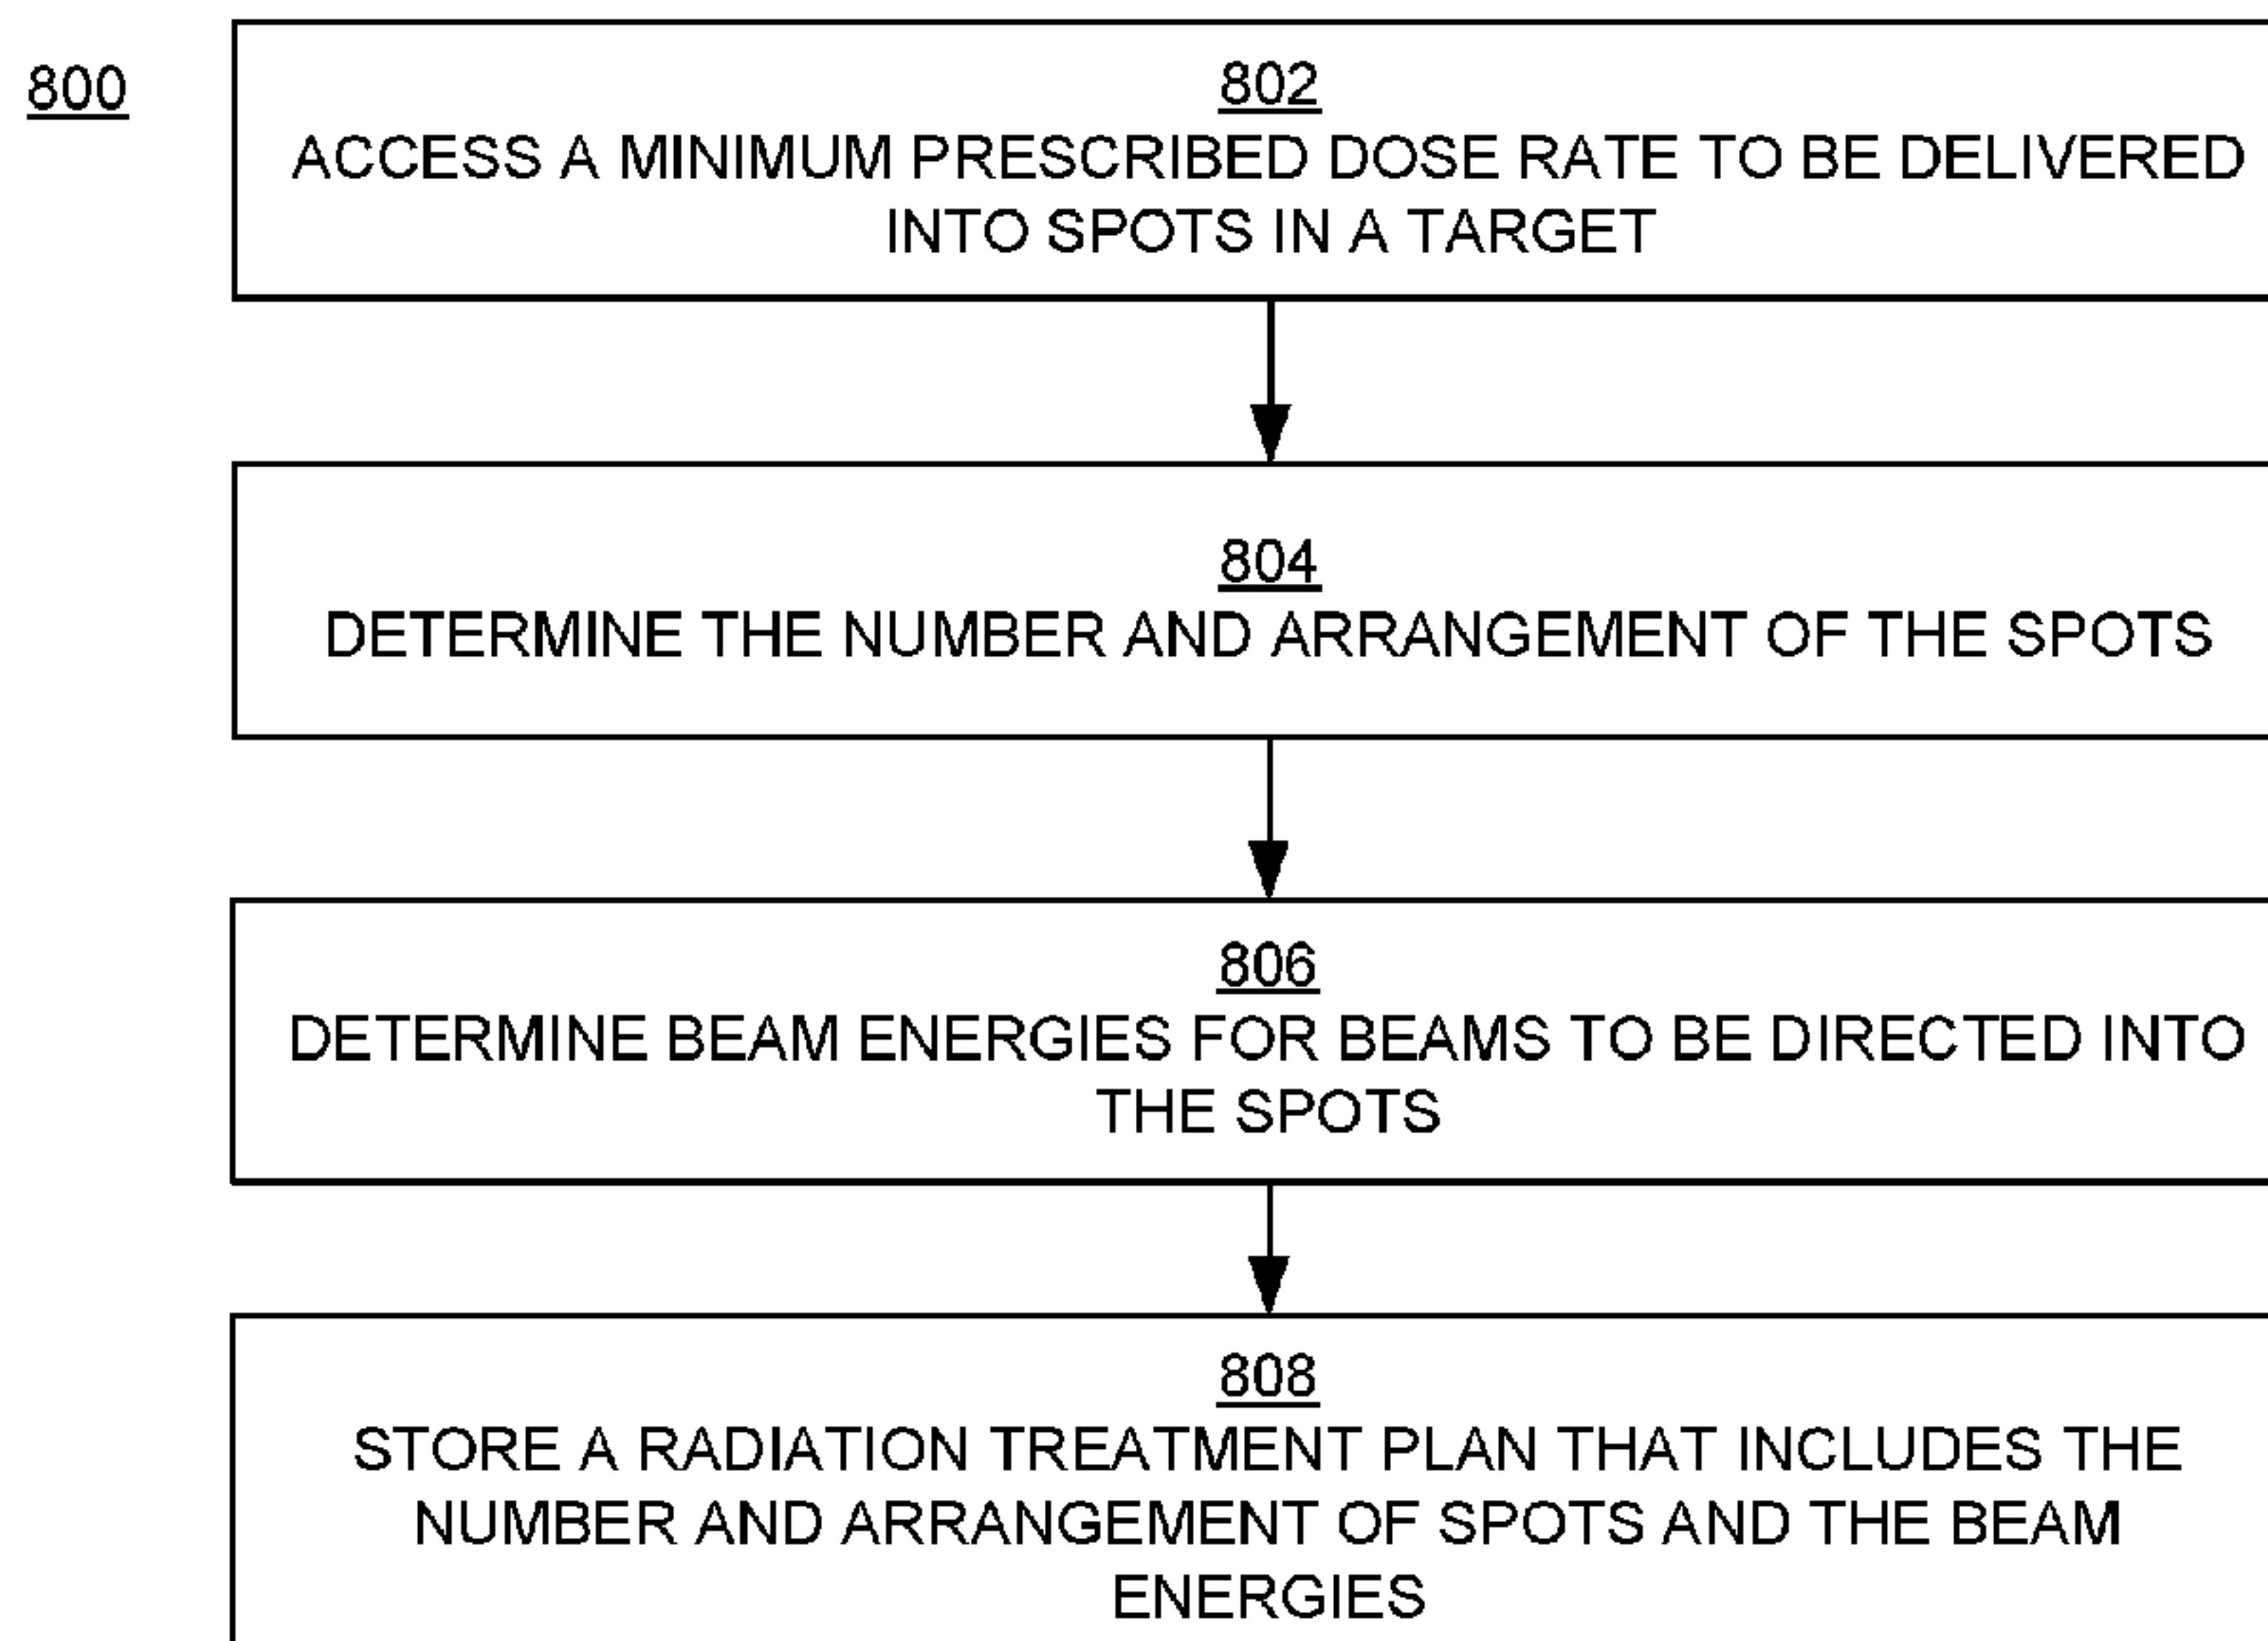 800
802
ACCESS A MINIMUM PRESCRIBED DOSE RATE TO BE DELIVERED
INTO SPOTS IN A TARGET
804
DETERMINE THE NUMBER AND ARRANGEMENT OF THE SPOTS
806
DETERMINE BEAM ENERGIES FOR BEAMS TO BE DIRECTED INTO
THE SPOTS
808
STORE A RADIATION TREATMENT PLAN THAT INCLUDES THE
NUMBER AND ARRANGEMENT OF SPOTS AND THE BEAM
ENERGIES